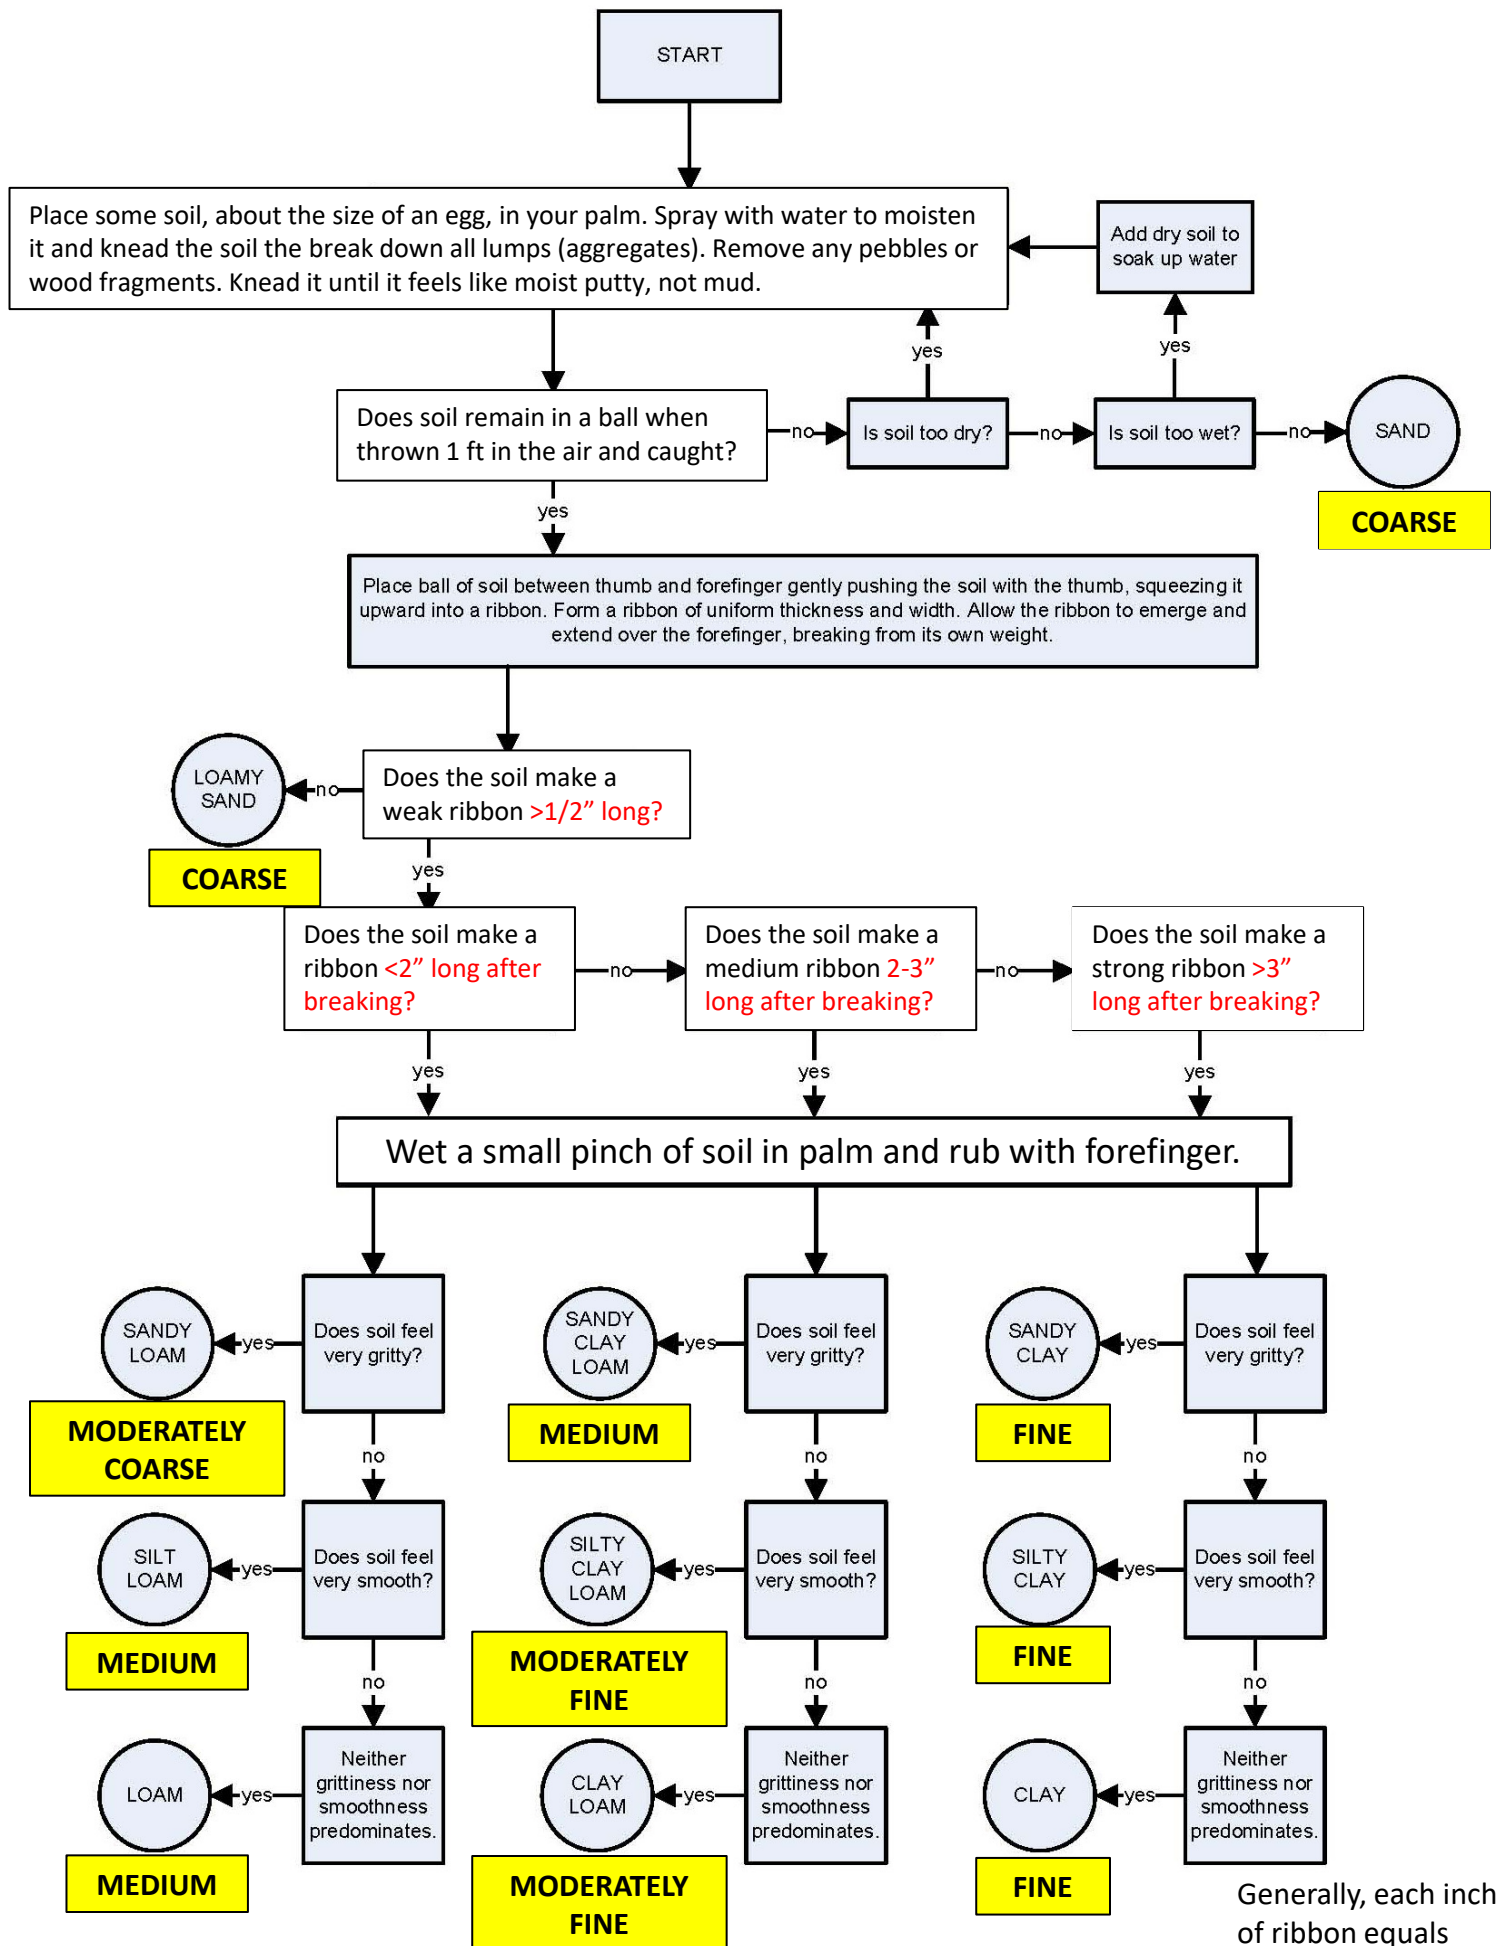 START
Place some soil, about the size of an egg, in your palm. Spray with water to moisten
it and knead the soil the break down all lumps (aggregates). Remove any pebbles or
wood fragments. Knead it until it feels like moist putty, not mud.
Add dry soil to
soak up water
yes
yes
Does soil remain in a ball when
thrown 1 ft in the air and caught?
no
Is soil too dry?
no
Is soil too wet?
no
SAND
COARSE
yes
Place ball of soil between thumb and forefinger gently pushing the soil with the thumb, squeezing it
upward into a ribbon. Form a ribbon of uniform thickness and width. Allow the ribbon to emerge and
extend over the forefinger, breaking from its own weight.
LOAMY
SAND
no
Does the soil make a
weak ribbon >1/2” long?
COARSE
yes
Does the soil make a
ribbon <2” long after
breaking?
no
Does the soil make a
medium ribbon 2-3”
long after breaking?
no
Does the soil make a
strong ribbon >3”
long after breaking?
yes
yes
yes
Wet a small pinch of soil in palm and rub with forefinger.
SANDY
LOAM
yes
Does soil feel
very gritty?
SANDY
CLAY
LOAM
yes
Does soil feel
very gritty?
SANDY
CLAY
yes
Does soil feel
very gritty?
MODERATELY
COARSE
MEDIUM
FINE
no
no
no
SILT
LOAM
yes
Does soil feel
very smooth?
SILTY
CLAY
LOAM
yes
Does soil feel
very smooth?
SILTY
CLAY
yes
Does soil feel
very smooth?
MEDIUM
MODERATELY
FINE
FINE
no
no
no
LOAM
yes
Neither
grittiness nor
smoothness
predominates.
CLAY
LOAM
yes
Neither
grittiness nor
smoothness
predominates.
CLAY
yes
Neither
grittiness nor
smoothness
predominates.
MEDIUM
MODERATELY
FINE
FINE
Generally, each inch
of ribbon equals